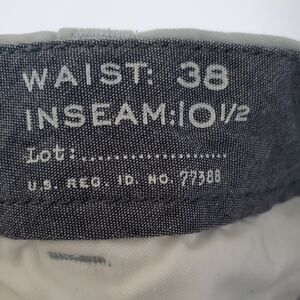 WAIST: 38
INSEAM:10 1/2
Lot:.......................
U.S. REG. ID. NO. 77388